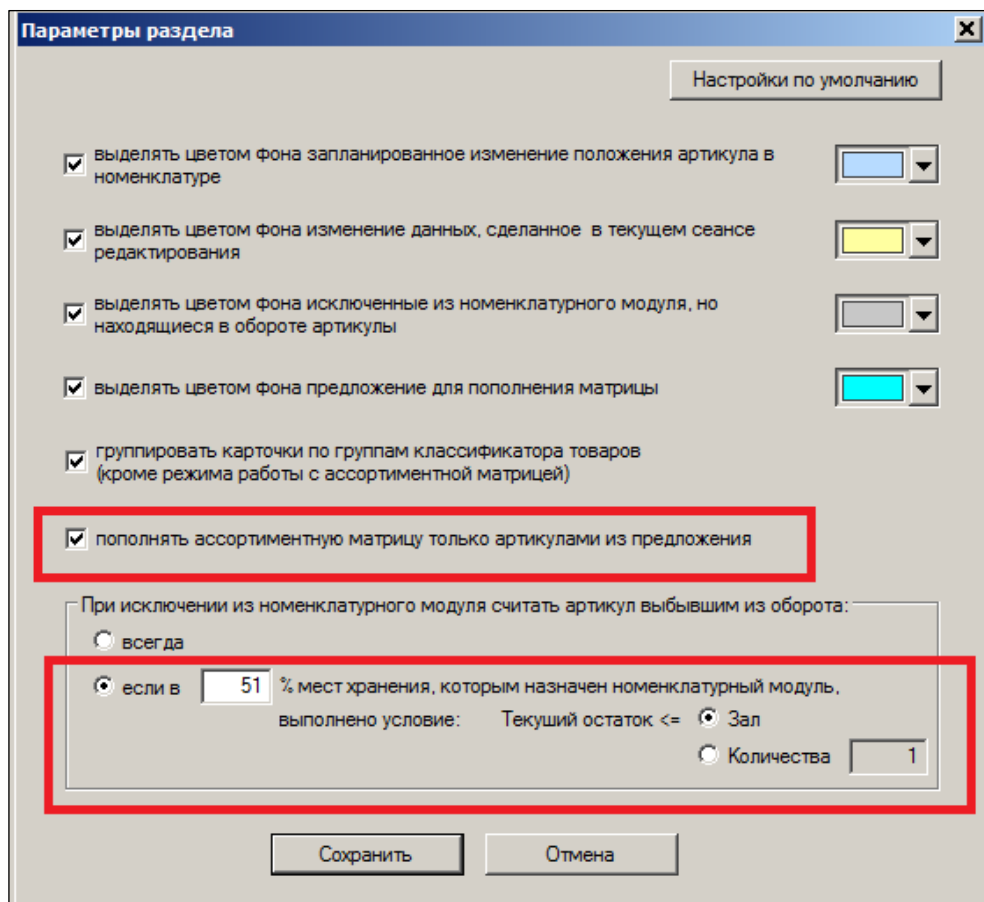 Параметры раздела
Настройки по умолчанию
выделять цветом фона запланированное изменение положения артикула в
номенклатуре
выделять цветом фона изменение данных, сделанное в текущем сеансе
редактирования
выделять цветом фона исключенные из номенклатурного модуля, но
находящиеся в обороте артикулы
выделять цветом фона предложение для пополнения матрицы
группировать карточки по группам классификатора товаров
(кроме режима работы с ассортиментной матрицей)
пополнять ассортиментную матрицу только артикулами из предложения
При исключении из номенклатурного модуля считать артикул выбывшим из оборота:
всегда
если в 51 % мест хранения, которым назначен номенклатурный модуль,
выполнено условие: Текуший остаток <= Зал
Количества 1
Сохранить Отмена